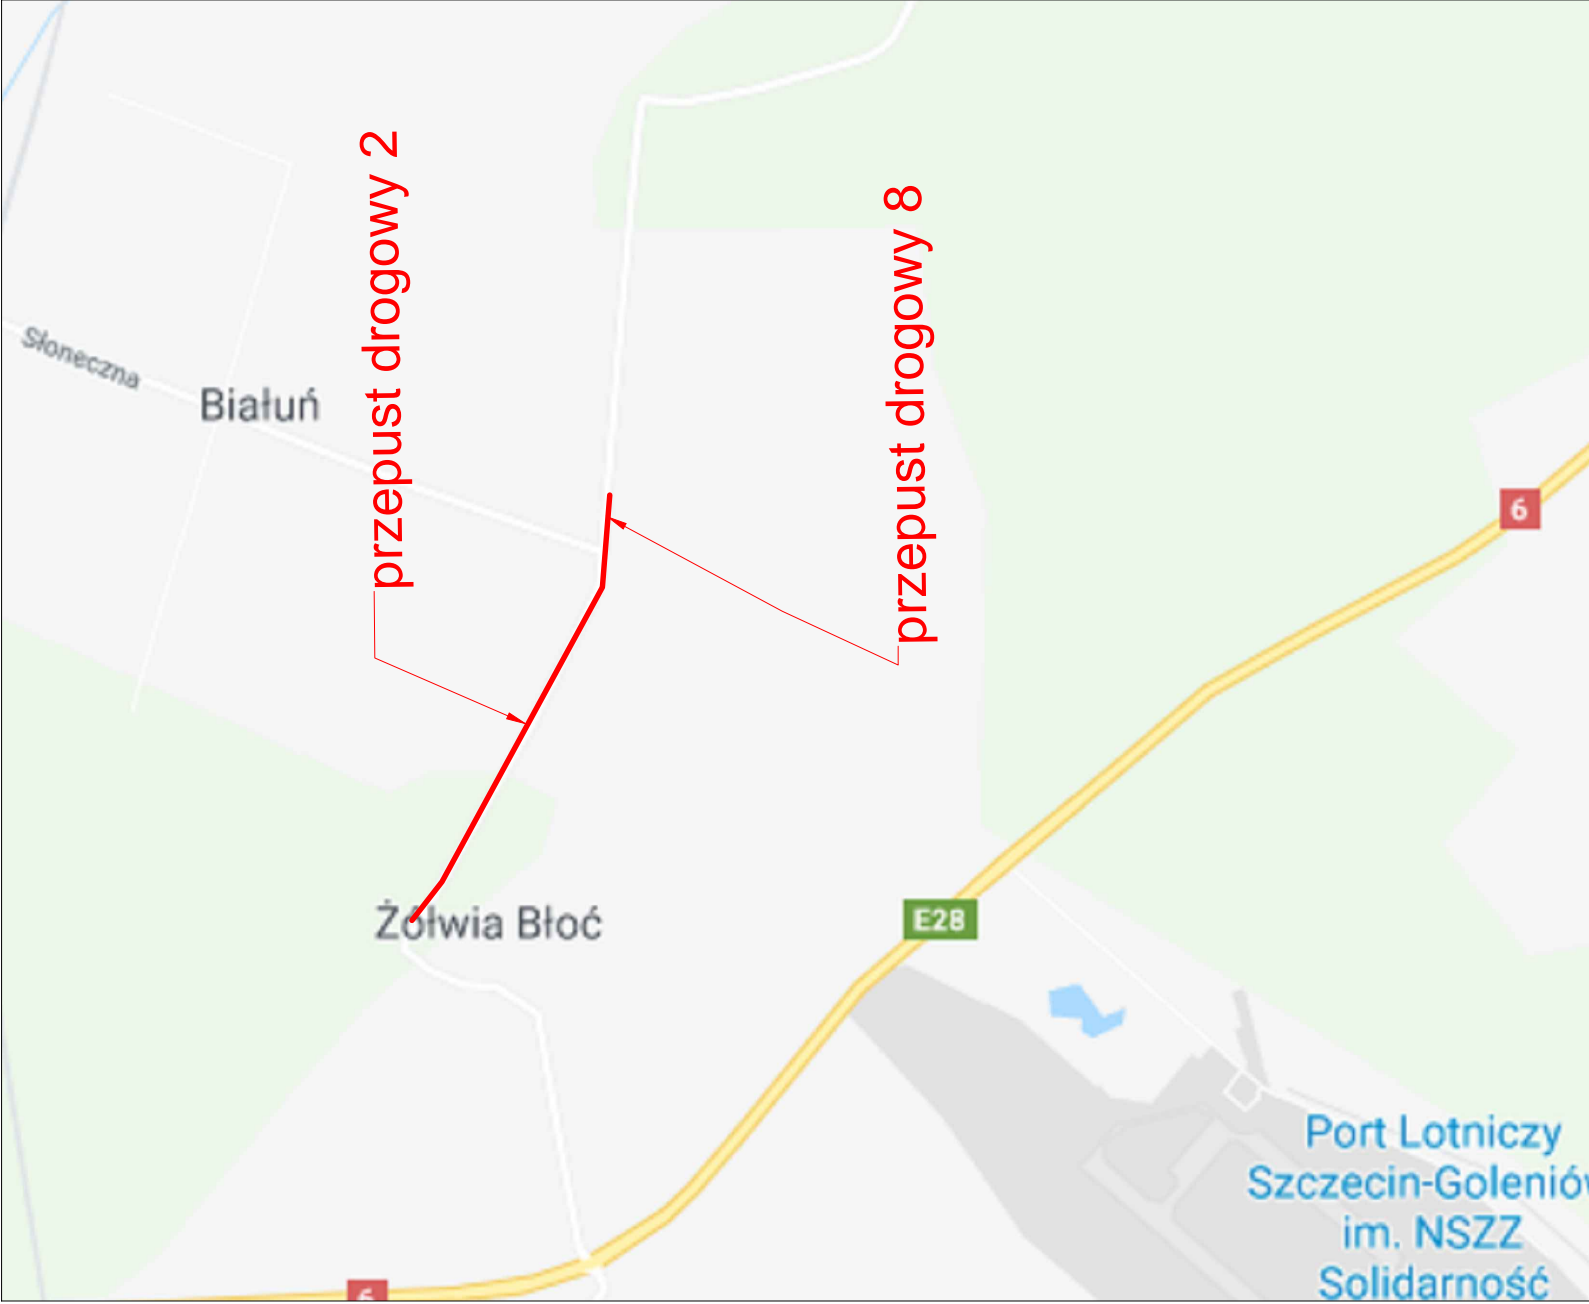 przepust drogowy 2
przepust drogowy 8
Słoneczna
Białuń
6
Żółwia Błoć
E28
Port Lotniczy
Szczecin-Goleniów
im. NSZZ
Solidarność
6